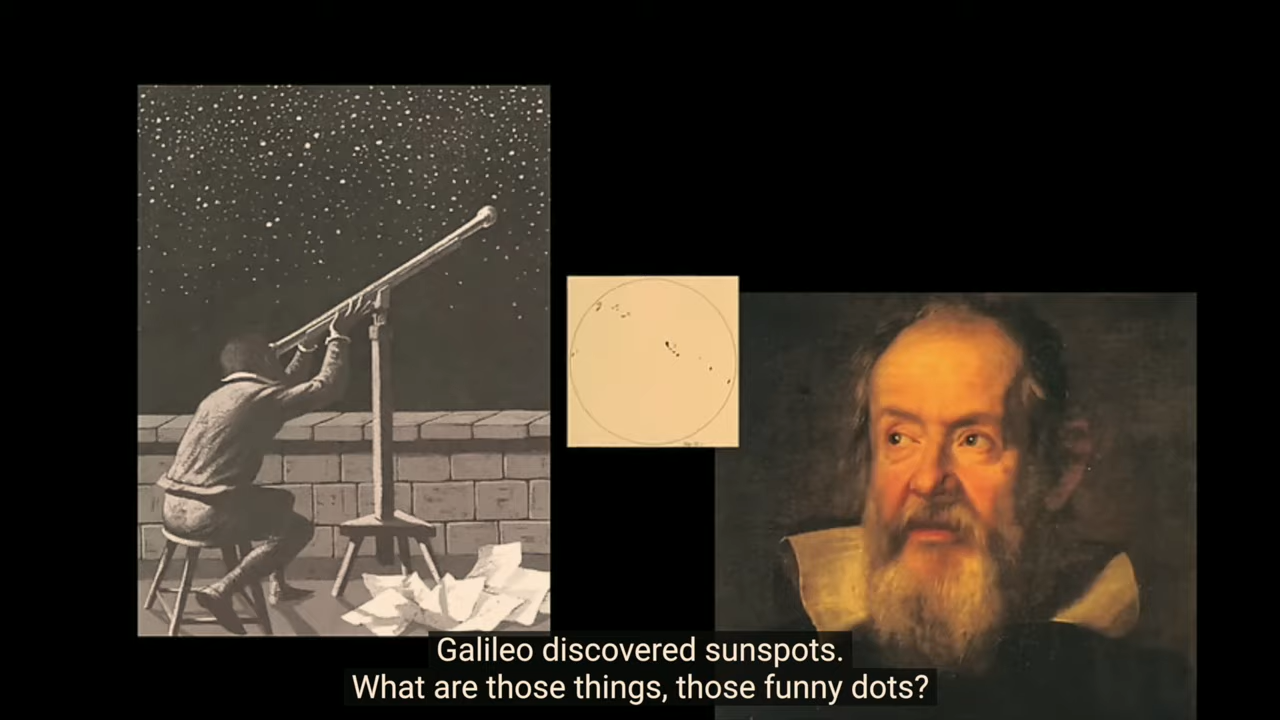 Galileo discovered sunspots.
What are those things, those funny dots?